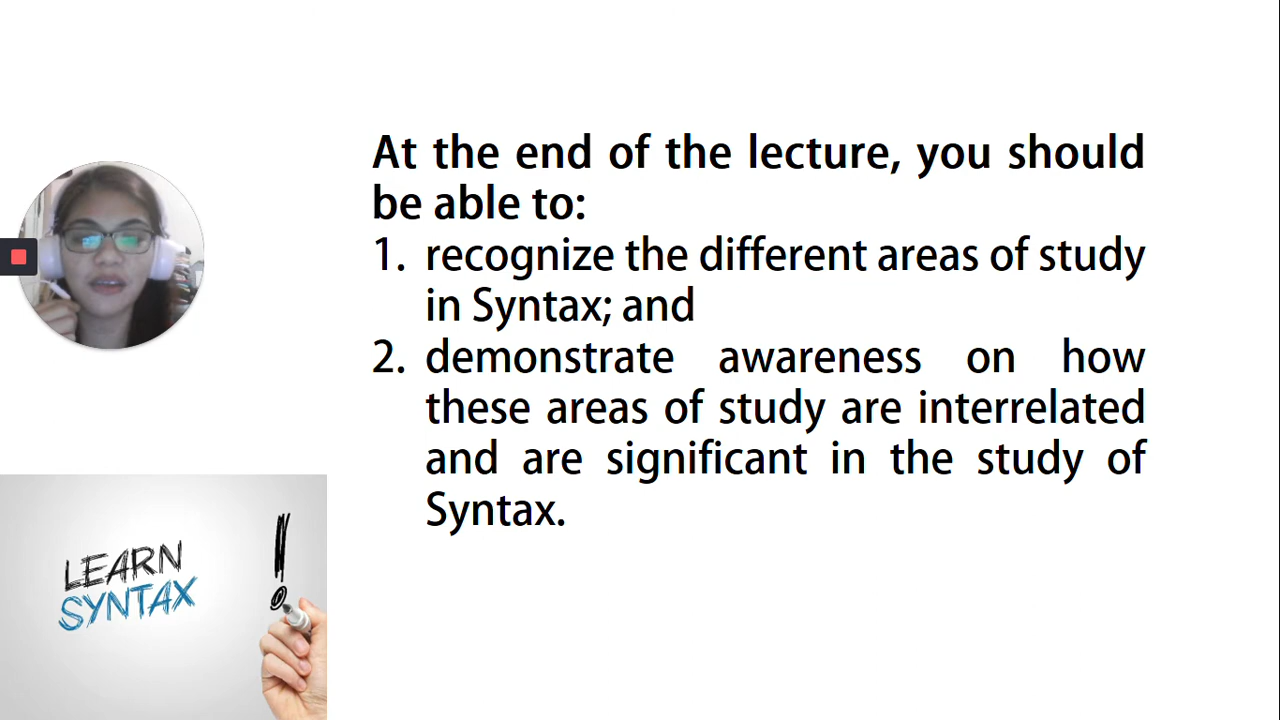 At the end of the lecture, you should
be able to:
1. recognize the different areas of study
in Syntax; and
2. demonstrate awareness on how
these areas of study are interrelated
and are significant in the study of
Syntax.
LEARN
SYNTAX
!